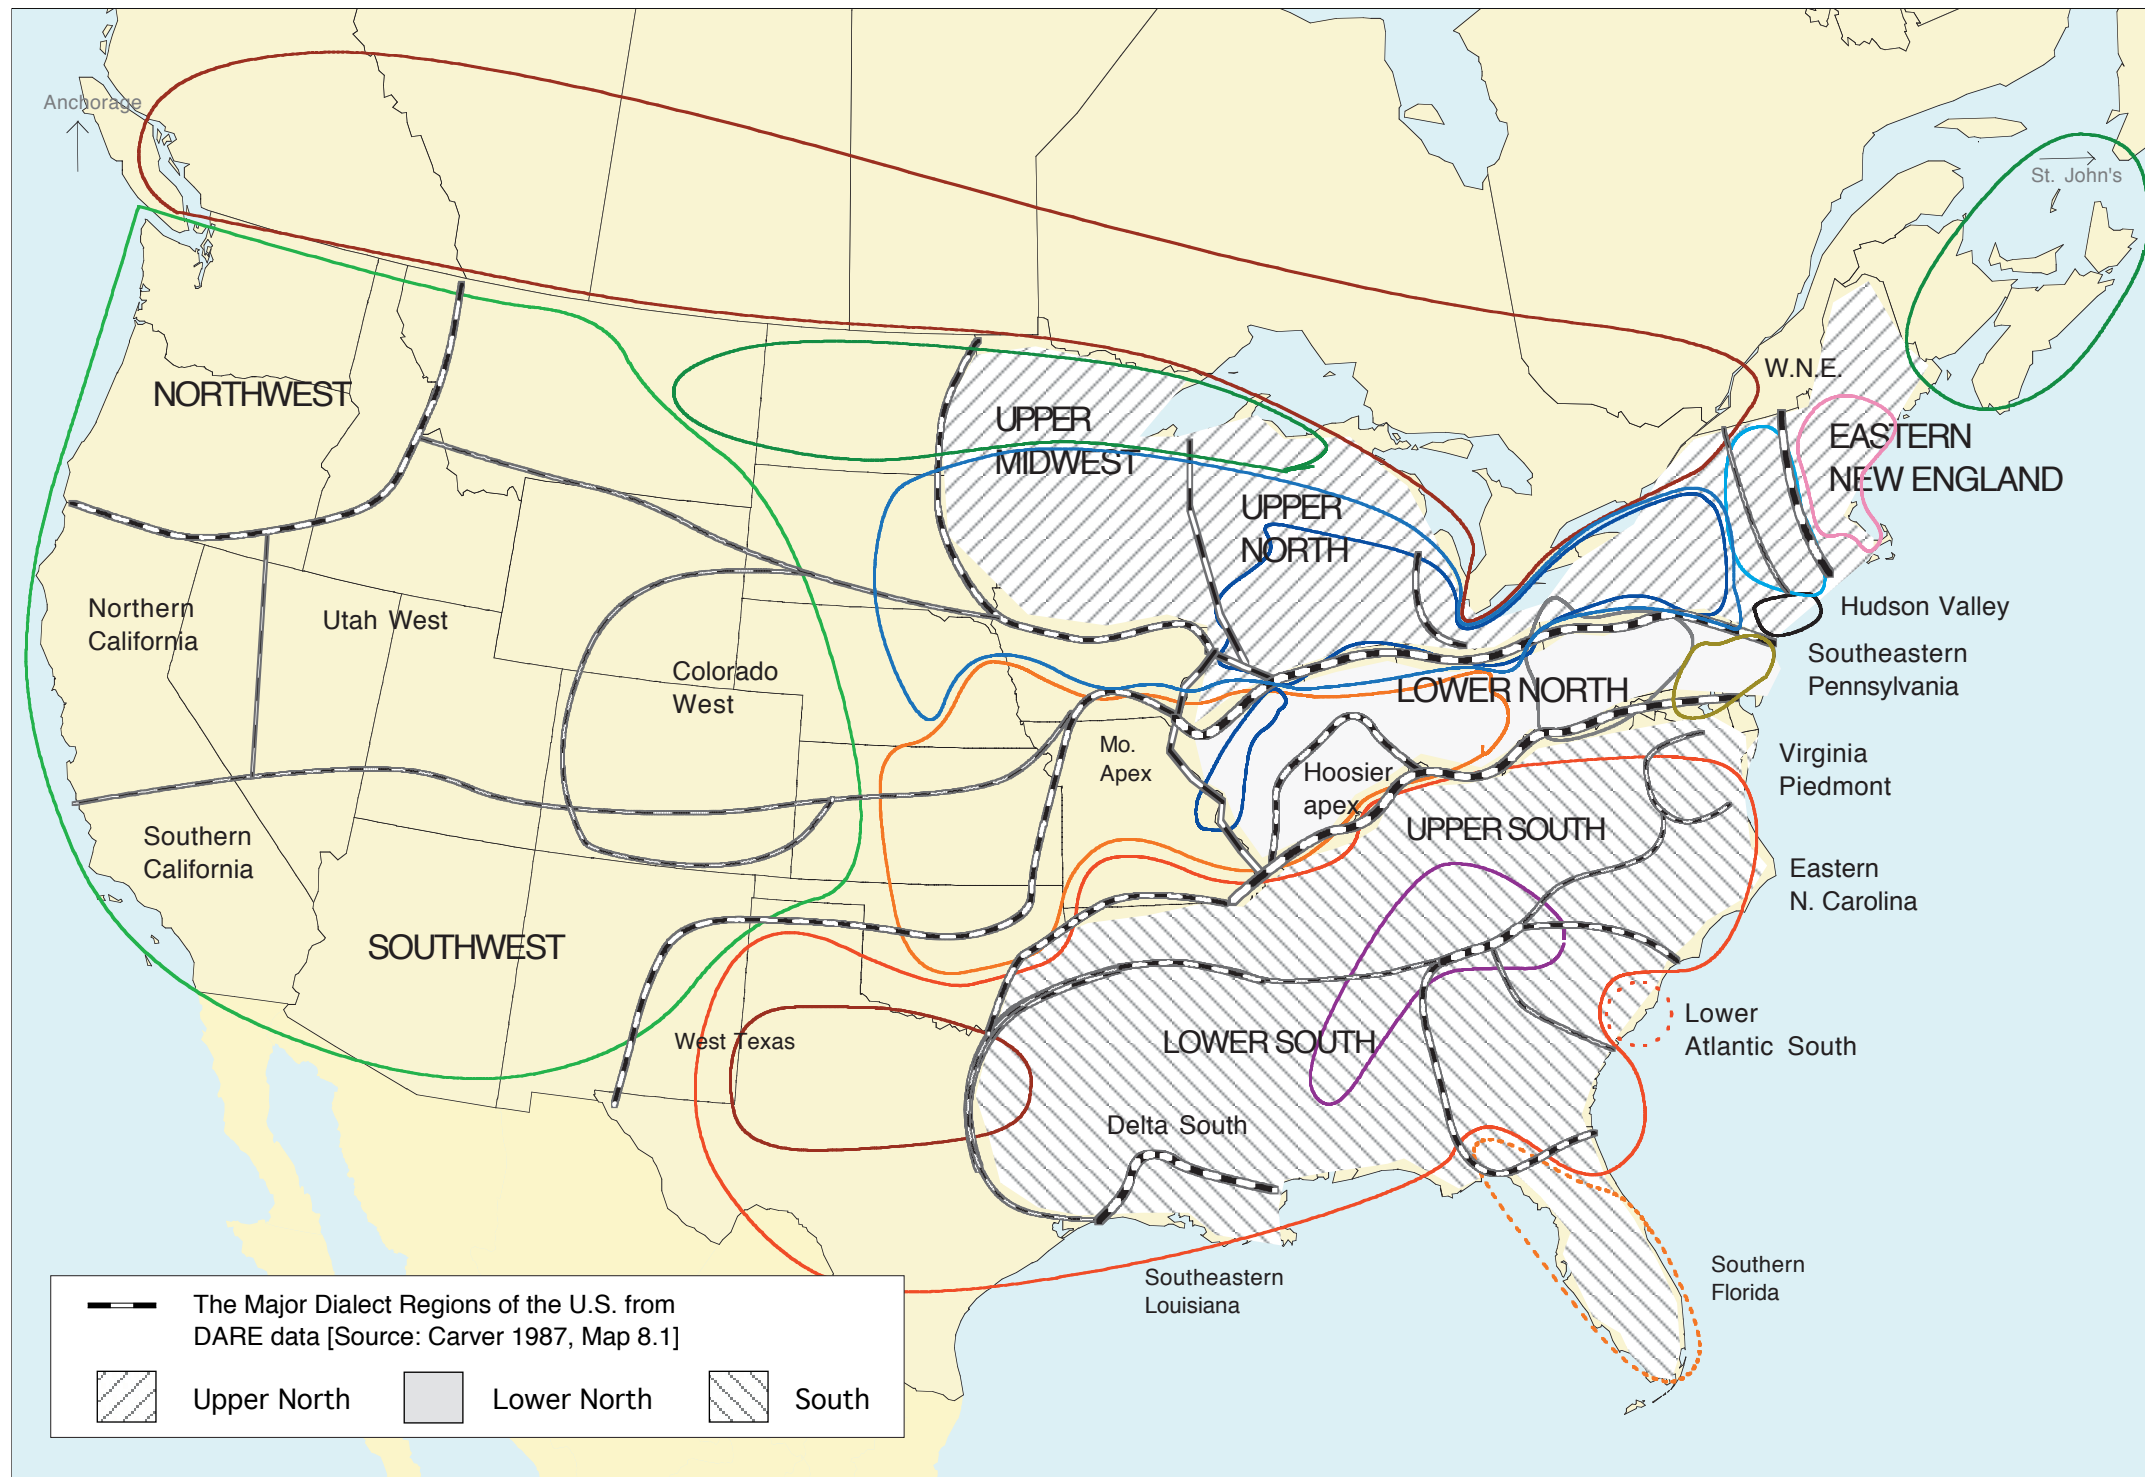 Anchorage
St. John's
W.N.E.
NORTHWEST
UPPER
MIDWEST
EASTERN
NEW ENGLAND
UPPER
NORTH
Northern
California
Utah West
Hudson Valley
Colorado
West
Southeastern
Pennsylvania
LOWER NORTH
Mo.
Apex
Hoosier
apex
Virginia
Piedmont
Southern
California
UPPER SOUTH
Eastern
N. Carolina
SOUTHWEST
West Texas
LOWER SOUTH
Lower
Atlantic South
Delta South
Southeastern
Louisiana
Southern
Florida
The Major Dialect Regions of the U.S. from
DARE data [Source: Carver 1987, Map 8.1]
Upper North
Lower North
South